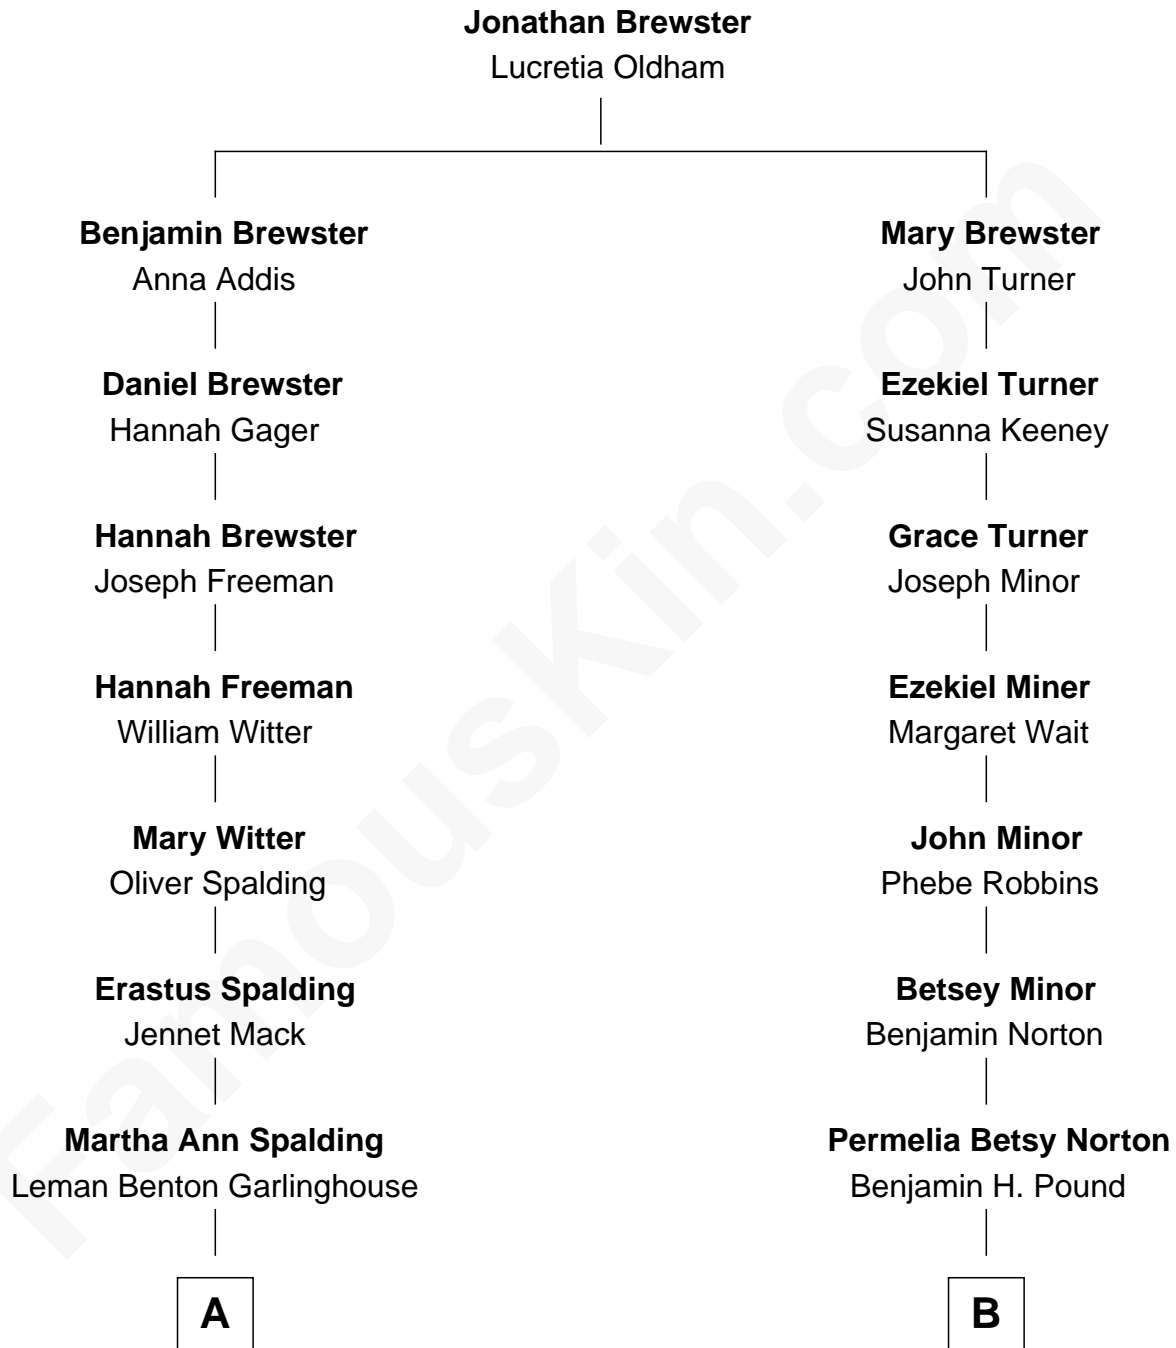 Jonathan Brewster
Lucretia Oldham
Benjamin Brewster
Anna Addis
Mary Brewster
John Turner
Daniel Brewster
Hannah Gager
Ezekiel Turner
Susanna Keeney
Hannah Brewster
Joseph Freeman
Grace Turner
Joseph Minor
Hannah Freeman
William Witter
Ezekiel Miner
Margaret Wait
Mary Witter
Oliver Spalding
John Minor
Phebe Robbins
Erastus Spalding
Jennet Mack
Betsey Minor
Benjamin Norton
Martha Ann Spalding
Leman Benton Garlinghouse
Permelia Betsy Norton
Benjamin H. Pound
A
B
FamousKin.com